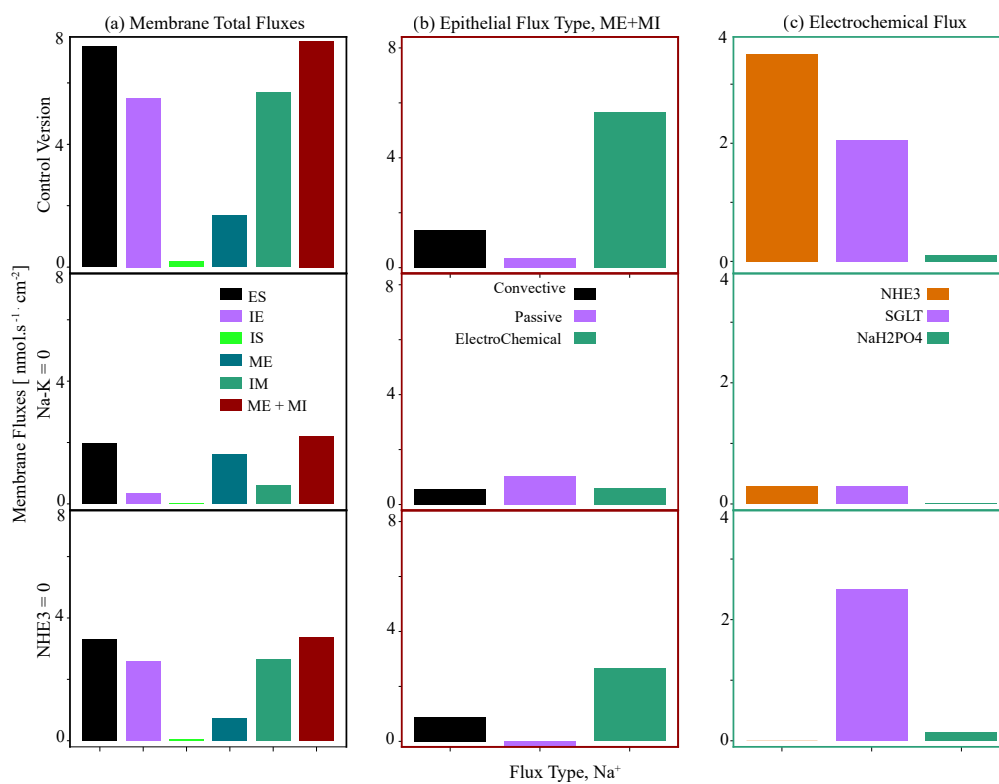 (a) Membrane Total Fluxes
(b) Epithelial Flux Type, ME+MI
(c) Electrochemical Flux
Membrane Fluxes [ nmol.s⁻¹ · cm⁻²]
Control Version
8
4
0
8
4
0
4
2
0
Na-K = 0
8
4
0
ES
IE
IS
ME
IM
ME + MI
8
4
0
Convective
Passive
ElectroChemical
4
2
0
NHE3
SGLT
NaH2PO4
NHE3 = 0
8
4
0
8
4
0
4
2
0
Flux Type, Na⁺